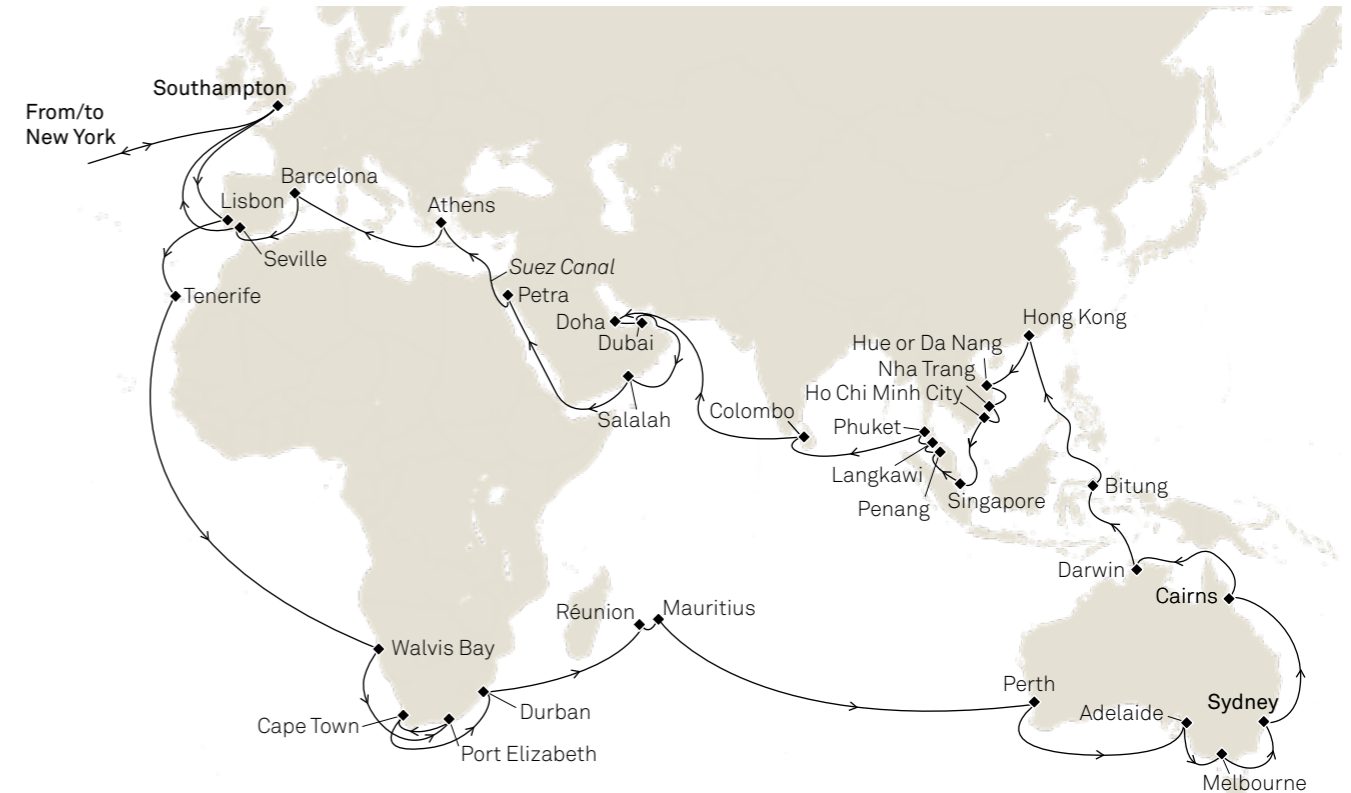 Southampton
From/to
New York
Barcelona
Lisbon
Athens
Seville
Suez Canal
Petra
Tenerife
Doha
Dubai
Hong Kong
Hue or Da Nang
Nha Trang
Ho Chi Minh City
Salalah
Colombo
Phuket
Langkawi
Penang
Singapore
Bitung
Darwin
Cairns
Réunion
Mauritius
Walvis Bay
Perth
Sydney
Durban
Adelaide
Cape Town
Port Elizabeth
Melbourne